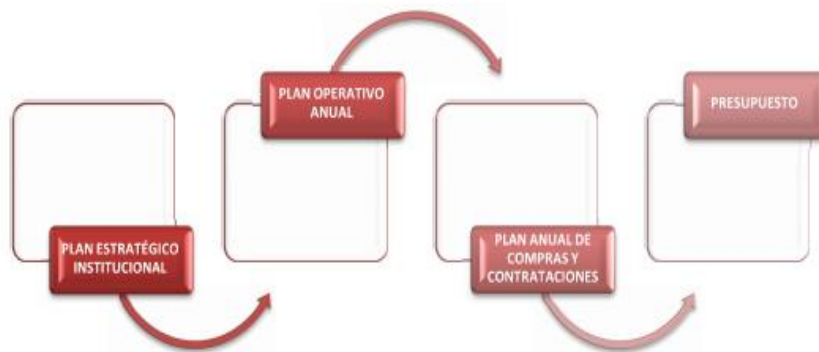 PLAN ESTRATÉGICO
INSTITUCIONAL
PLAN OPERATIVO
ANUAL
PLAN ANUAL DE
COMPRAS Y
CONTRATACIONES
PRESUPUESTO